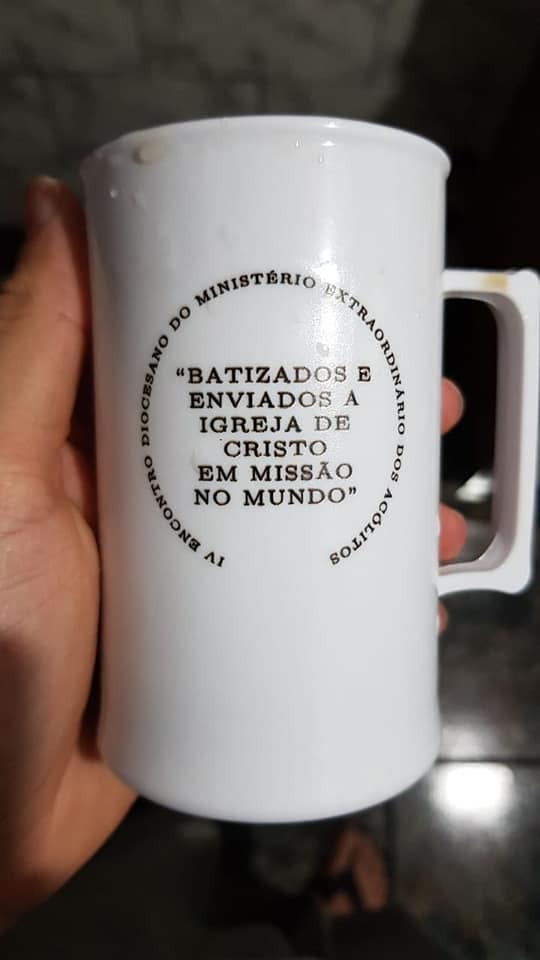 IV ENCONTRO DIOCESANO DO MINISTÉRIO EXTRAORDINÁRIO DOS ACÓLITOS
“BATIZADOS E
ENVIADOS A
IGREJA DE
CRISTO
EM MISSÃO
NO MUNDO”